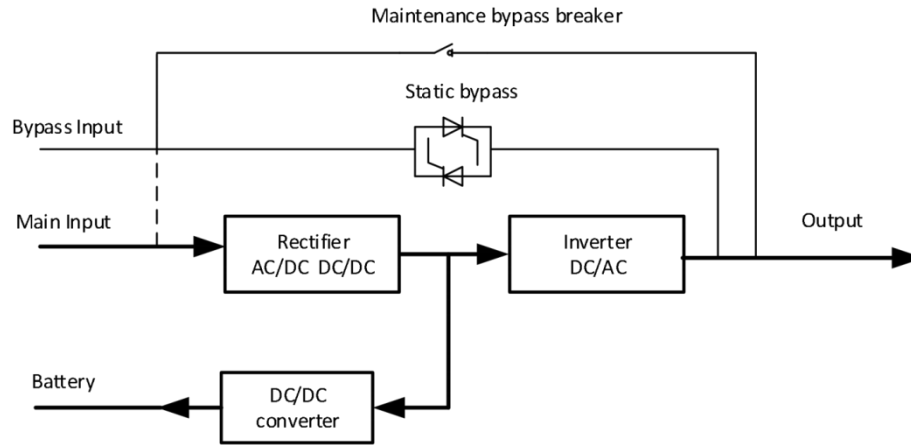 Maintenance bypass breaker
Static bypass
Bypass Input
Main Input
Rectifier
AC/DC DC/DC
Inverter
DC/AC
Output
Battery
DC/DC
converter